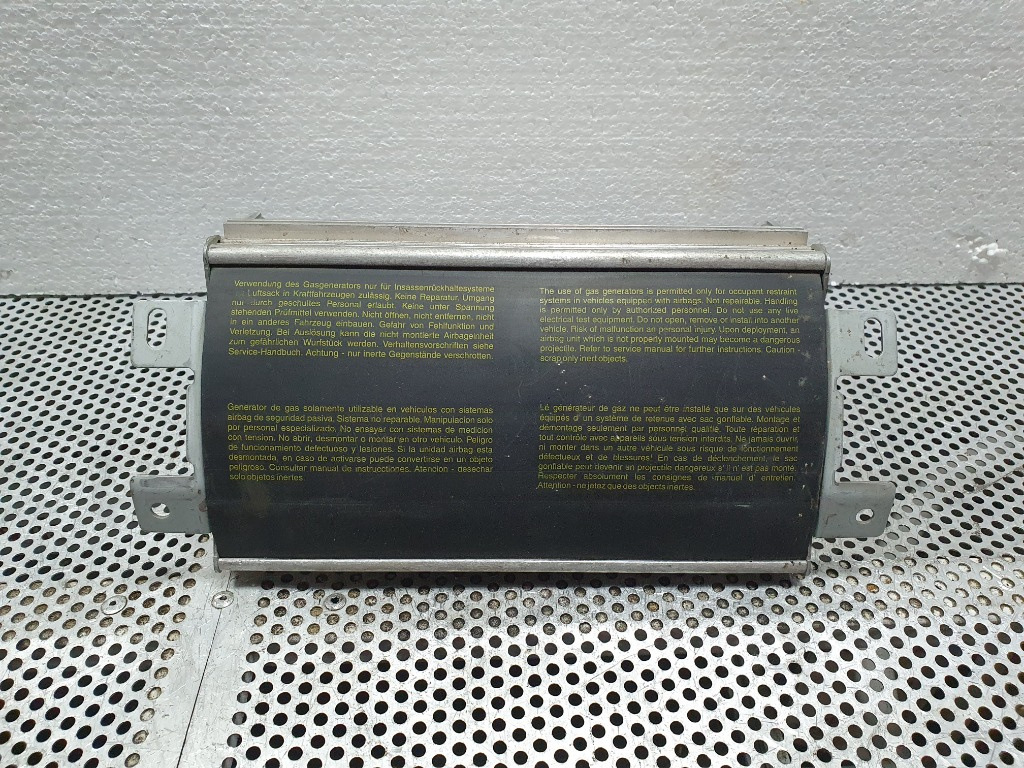 Verwendung des Gasgenerators nur für Insassenrückhaltesysteme
Luftsack in Kraftfahrzeugen zulässig. Keine Reparatur. Umgang
nur durch geschultes Personal erlaubt. Keine unter Spannung
stehenden Prüfmittel verwenden. Nicht öffnen, nicht entfernen, nicht
in ein anderes Fahrzeug einbauen. Gefahr von Fehlfunktion und
Verletzung. Bei Auslösung kann die nicht montierte Airbageinheit
zum gefährlichen Wurfstück werden. Verhaltensvorschriften siehe
Service-Handbuch. Achtung - nur inerte Gegenstände verschrotten.
The use of gas generators is permitted only for occupant restraint
systems in vehicles equipped with airbags. Not repairable. Handling
is permitted only by authorized personnel. Do not use any live
electrical test equipment. Do not open, remove or install into another
vehicle. Risk of malfunction an personal injury. Upon deployment, an
airbag unit which is not properly mounted may become a dangerous
projectile. Refer to service manual for further instructions. Caution -
scrap only inert objects.
Generator de gas solamente utilizable en vehiculos con sistemas
airbag de seguridad pasiva. Sistema no reparable. Manipulacion solo
por personal especializado. No ensayar con sistemas de medicion
con tension. No abrir, desmontar o montar en otro vehiculo. Peligro
de funcionamiento defectuoso y lesiones. Si la unidad airbag esta
desmontada, en caso de activarse puede convertirse en un objeto
peligroso. Consultar manual de instrucciones. Atencion - desechar
solo objetos inertes.
Le générateur de gaz ne peut être installé que sur des véhicules
équipés d' un système de retenue avec sac gonflable. Montage et
démontage seulement par personnel qualifié. Toute réparation et
tout contrôle avec appareils sous tension interdits. Ne jamais ouvrir,
ni monter dans un autre véhicule sous risque de fonctionnement
défectueux et de blessures! En cas de déclenchement, le sac
gonflable peut devenir an projectile dangereux s' il n' est pas monté.
Respecter absolument les consignes de manuel d' entretien.
Attention - ne jetez que des objects inertes.